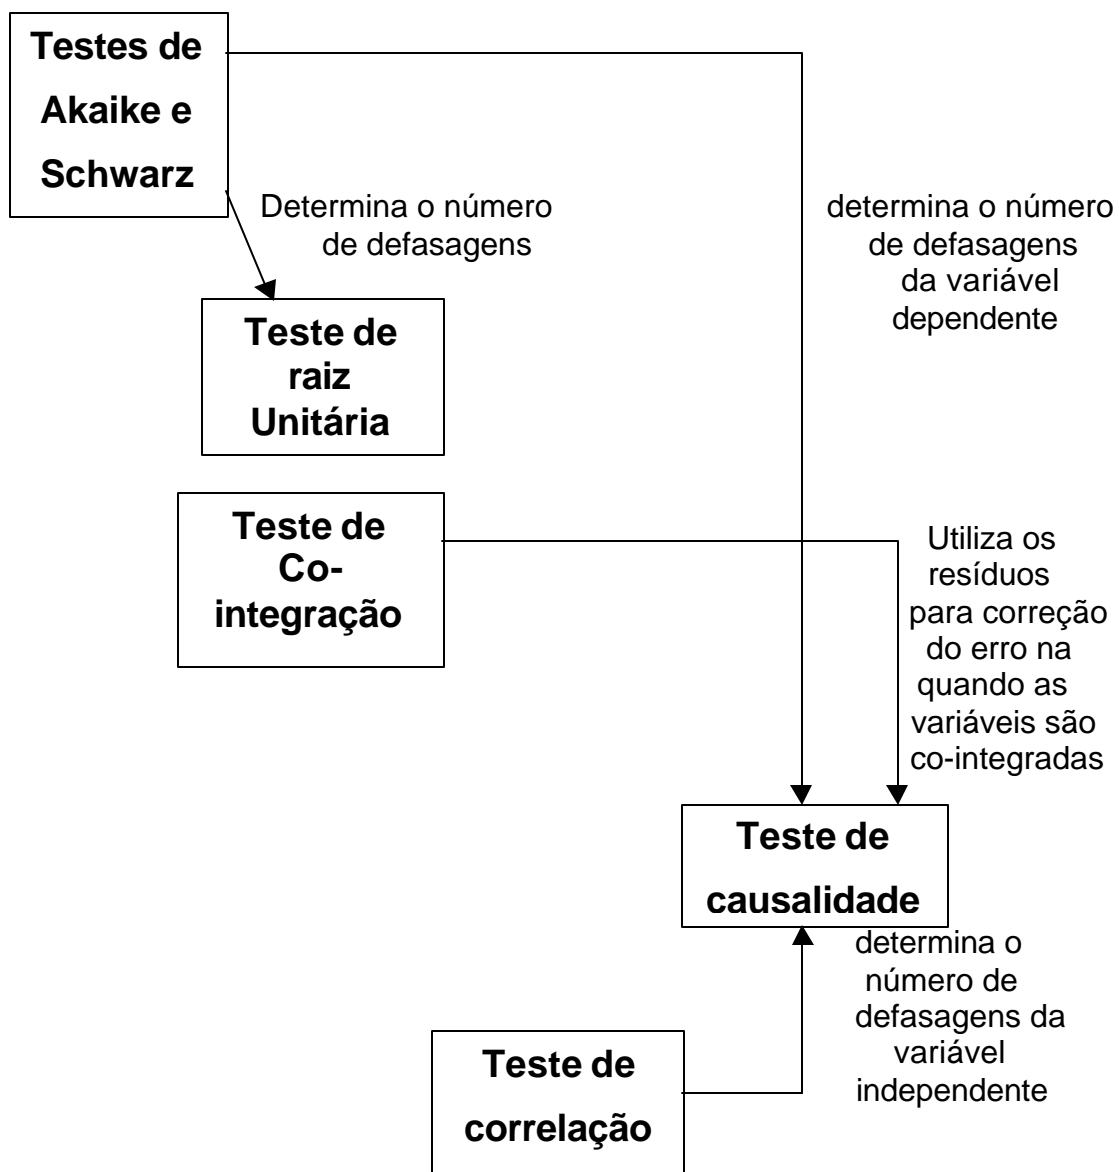 Testes de
Akaike e
Schwarz
Determina o número
de defasagens
determina o número
de defasagens
da variável
dependente
Teste de
raiz
Unitária
Teste de
Co-
integração
Utiliza os
resíduos
para correção
do erro na
quando as
variáveis são
co-integradas
Teste de
causalidade
determina o
número de
defasagens da
variável
independente
Teste de
correlação